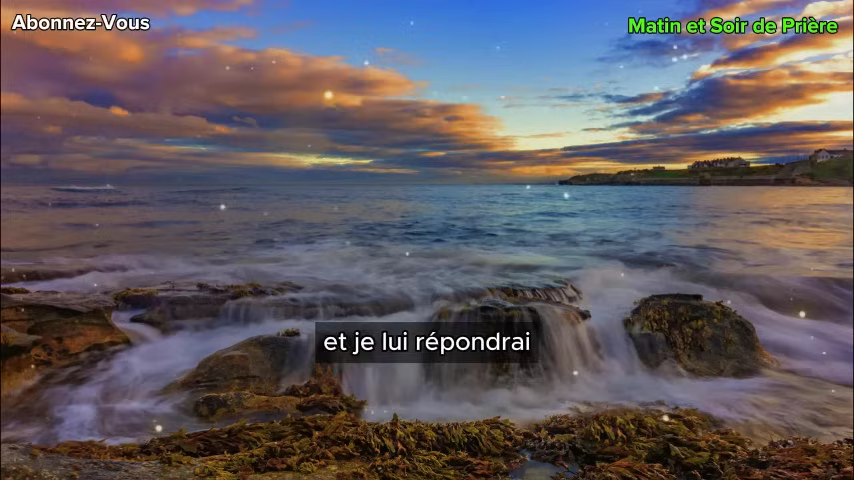 Abonnez-Vous
Matin et Soir de Prière
et je lui répondrai